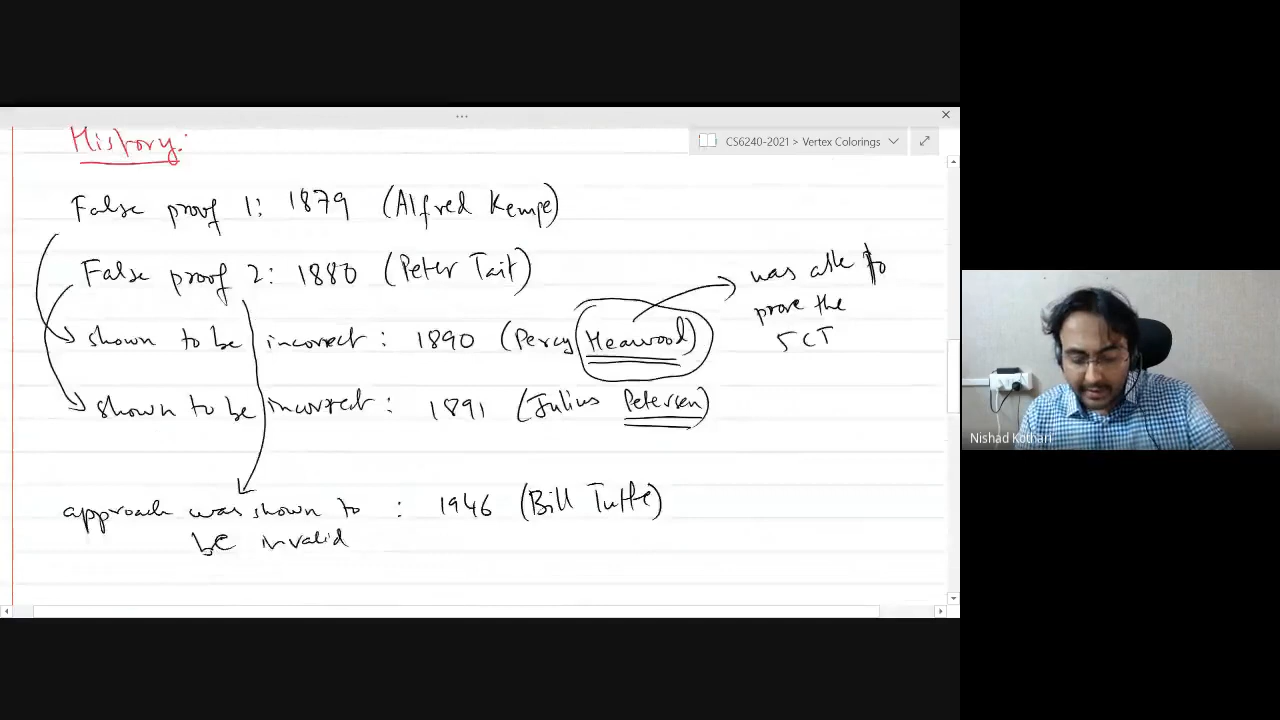 CS6240-2021 > Vertex Colorings
History:
False proof 1: 1879 (Alfred Kempe)
False proof 2: 1880 (Peter Tait)
shown to be incorrect: 1890 (Percy Heawood)
was able to
prove the
5CT
shown to be incorrect: 1891 (Julius Petersen)
approach was shown to : 1946 (Bill Tutte)
be invalid
Nishad Kothari